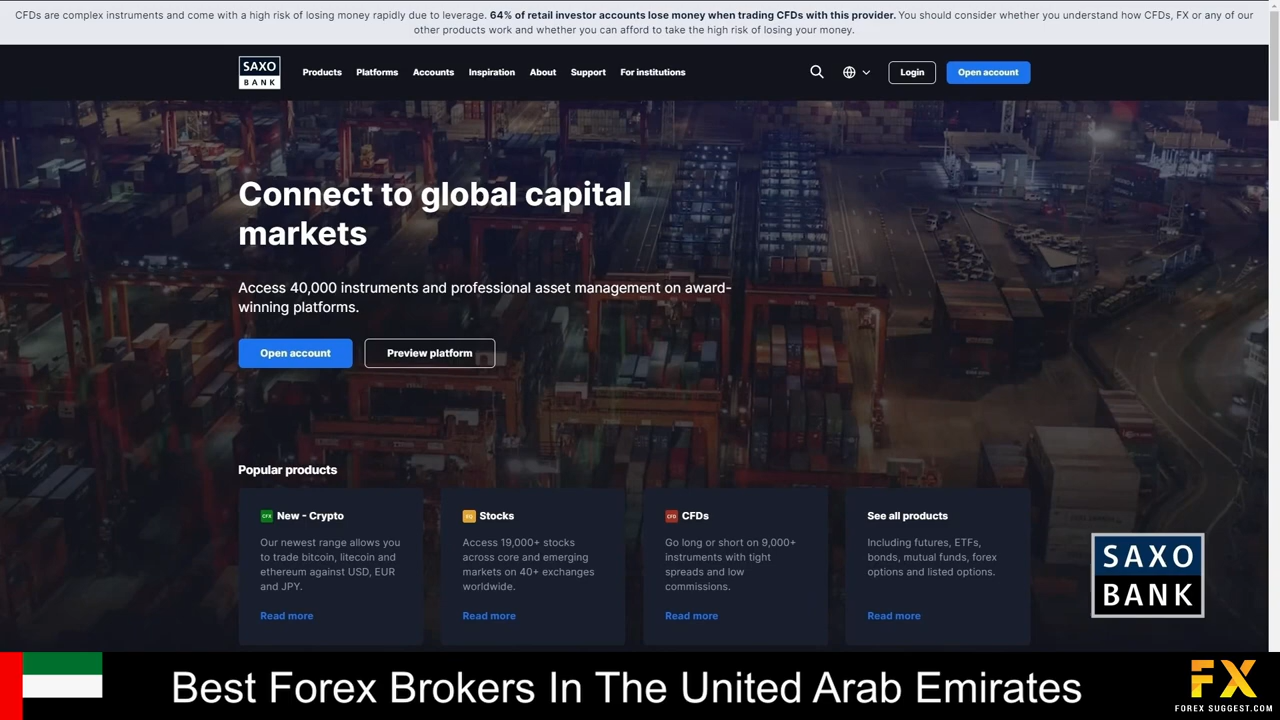 CFDs are complex instruments and come with a high risk of losing money rapidly due to leverage. 64% of retail investor accounts lose money when trading CFDs with this provider. You should consider whether you understand how CFDs, FX or any of our
other products work and whether you can afford to take the high risk of losing your money.
SAXO
BANK
Products
Platforms
Accounts
Inspiration
About
Support
For institutions
Login
Open account
Connect to global capital
markets
Access 40,000 instruments and professional asset management on award-
winning platforms.
Open account
Preview platform
Popular products
CFX
New - Crypto
Our newest range allows you
to trade bitcoin, litecoin and
ethereum against USD, EUR
and JPY.
Read more
EQ
Stocks
Access 19,000+ stocks
across core and emerging
markets on 40+ exchanges
worldwide.
Read more
CFD
CFDs
Go long or short on 9,000+
instruments with tight
spreads and low
commissions.
Read more
See all products
Including futures, ETFs,
bonds, mutual funds, forex
options and listed options.
Read more
SAXO
BANK
Best Forex Brokers In The United Arab Emirates
FX
FOREX SUGGEST.COM